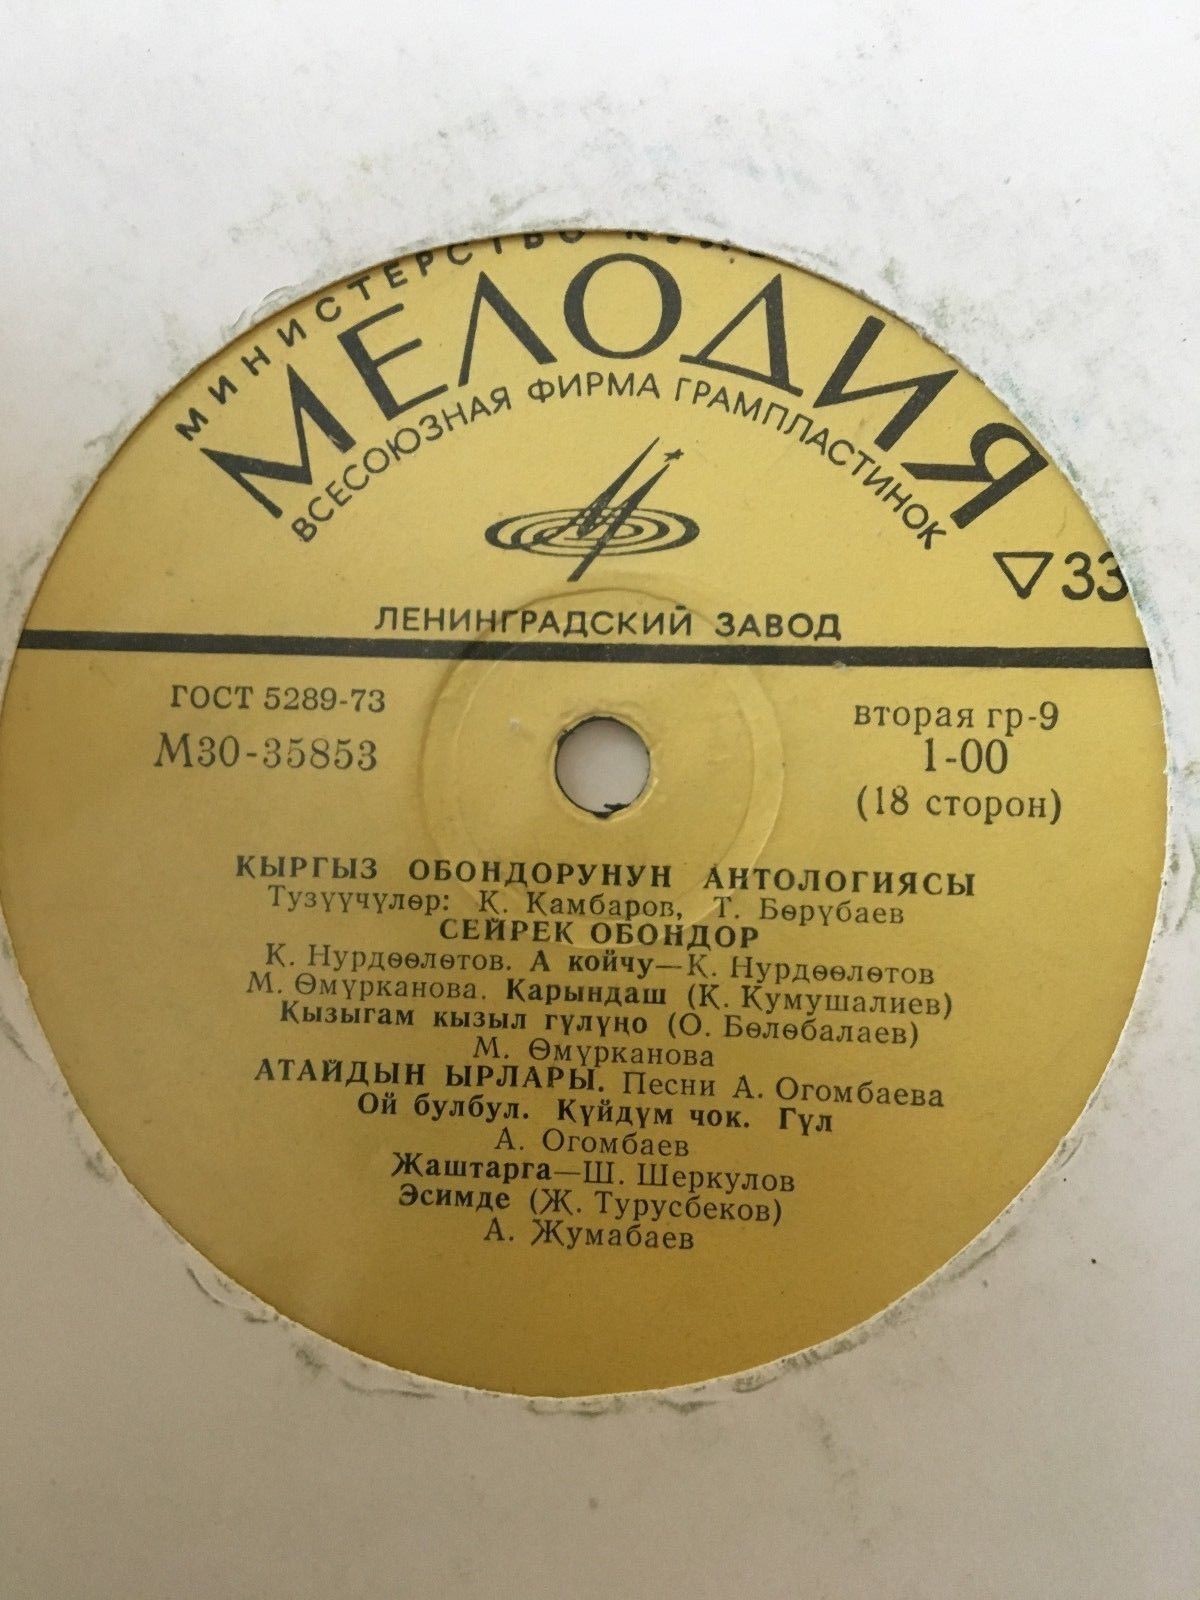 МИНИСТЕРСТВО
МЕЛОДИЯ
ВСЕСОЮЗНАЯ ФИРМА ГРАМПЛАСТИНОК
▽33
ЛЕНИНГРАДСКИЙ ЗАВОД
ГОСТ 5289-73
М30-35853
вторая гр-9
1-00
(18 сторон)
КЫРГЫЗ ОБОНДОРУНУН АНТОЛОГИЯСЫ
Тузүүчүлөр: К. Камбаров, Т. Бөрүбаев
СЕЙРЕК ОБОНДОР
К. Нурдөөлөтов. А койчу—К. Нурдөөлөтов
М. Өмүрканова. Карындаш (К. Кумушалиев)
Кызыгам кызыл гүлүңө (О. Бөлөбалаев)
М. Өмүрканова
АТАЙДЫН ЫРЛАРЫ. Песни А. Огомбаева
Ой булбул. Күйдүм чок. Гүл
А. Огомбаев
Жаштарга—Ш. Шеркулов
Эсимде (Ж. Турусбеков)
А. Жумабаев